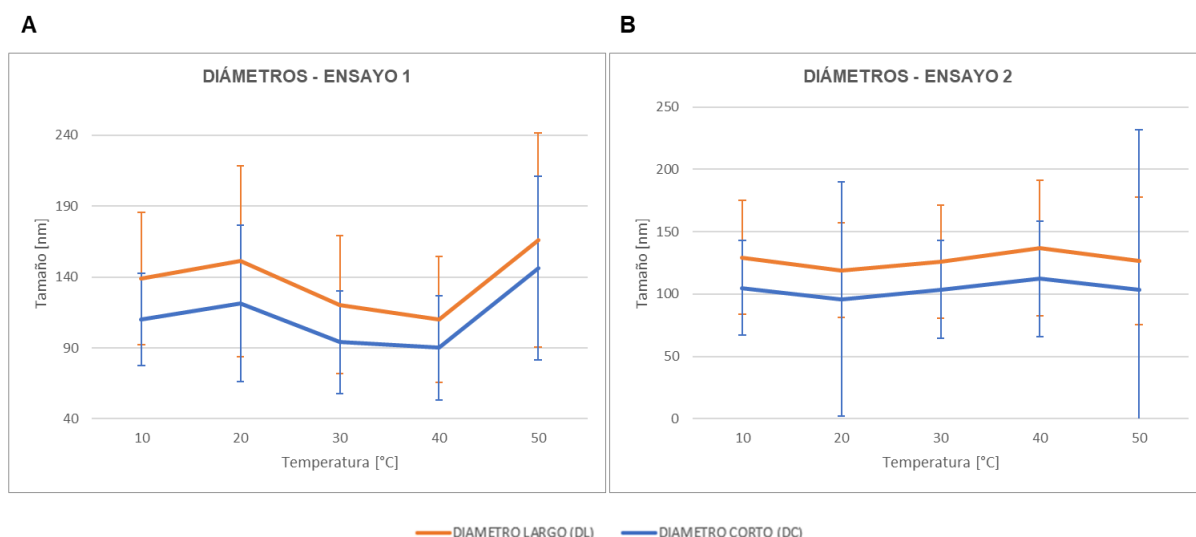 A
B
DIÁMETROS - ENSAYO 1
240
190
140
90
40
Tamaño [nm]
10 20 30 40 50
Temperatura [°C]
DIÁMETROS - ENSAYO 2
250
200
150
100
50
0
Tamaño [nm]
10 20 30 40 50
Temperatura [°C]
DIAMETRO LARGO (DL) DIAMETRO CORTO (DC)